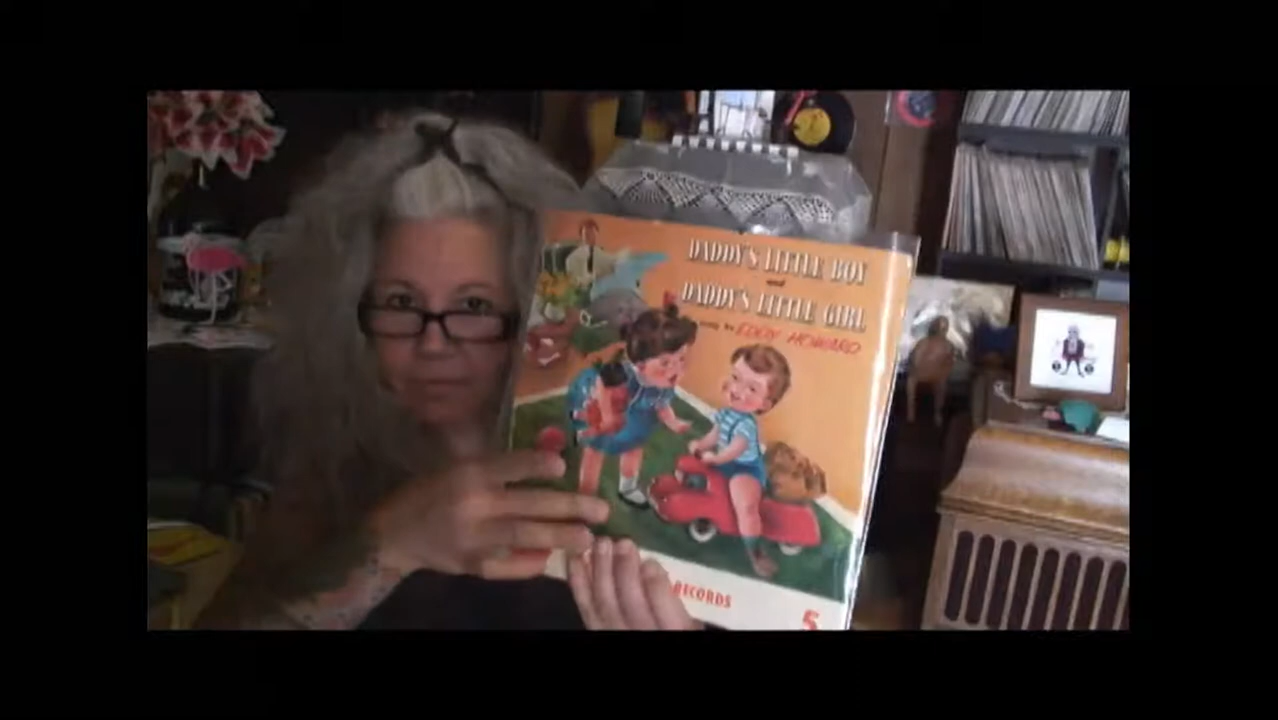 DADDY'S LITTLE BOY
and
DADDY'S LITTLE GIRL
sung by EDDY HOWARD
RECORDS
5